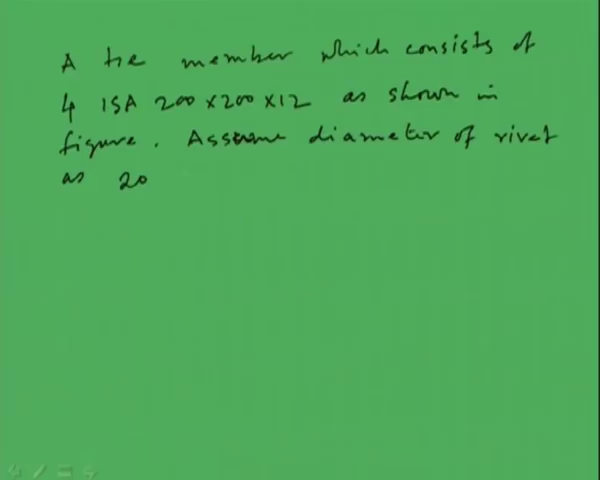 A tie member which consists of
4 ISA 200 x 200 x 12 as shown in
figure. Assume diameter of rivet
as 20